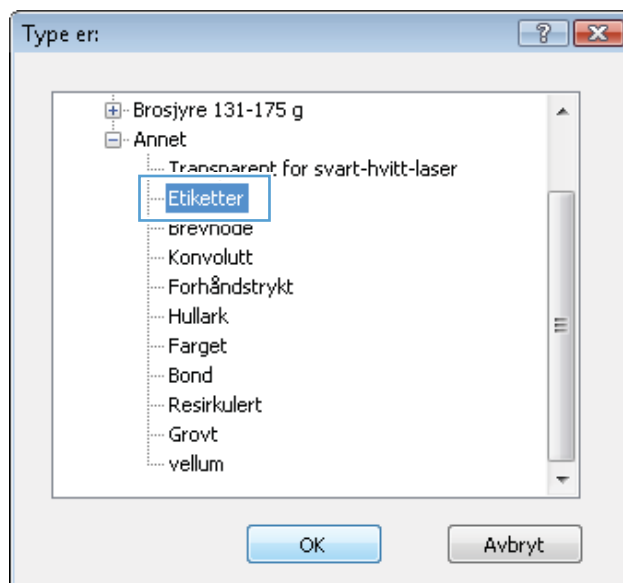 Type er:
Brosjyre 131-175 g
Annet
Transparent for svart-hvitt-laser
Etiketter
Brevhode
Konvolutt
Forhåndstrykt
Hullark
Farget
Bond
Resirkulert
Grovt
vellum
OK Avbryt